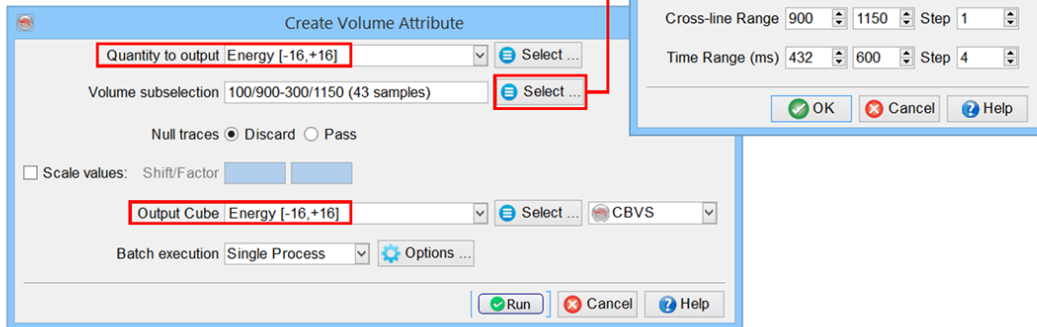 Cross-line Range 900 1150 Step 1
Time Range (ms) 432 600 Step 4
OK Cancel Help
Create Volume Attribute
Quantity to output Energy [-16,+16] Select ...
Volume subselection 100/900-300/1150 (43 samples) Select ...
Null traces Discard Pass
Scale values: Shift/Factor
Output Cube Energy [-16,+16] Select ... CBVS
Batch execution Single Process Options ...
Run Cancel Help